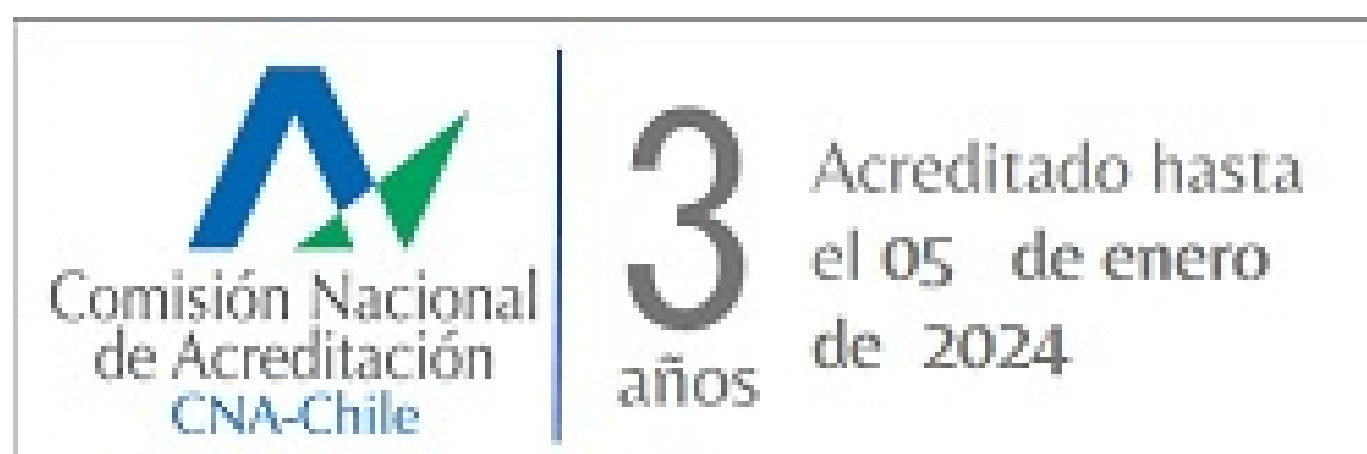 Comisión Nacional
de Acreditación
CNA-Chile
3
años
Acreditado hasta
el 05 de enero
de 2024